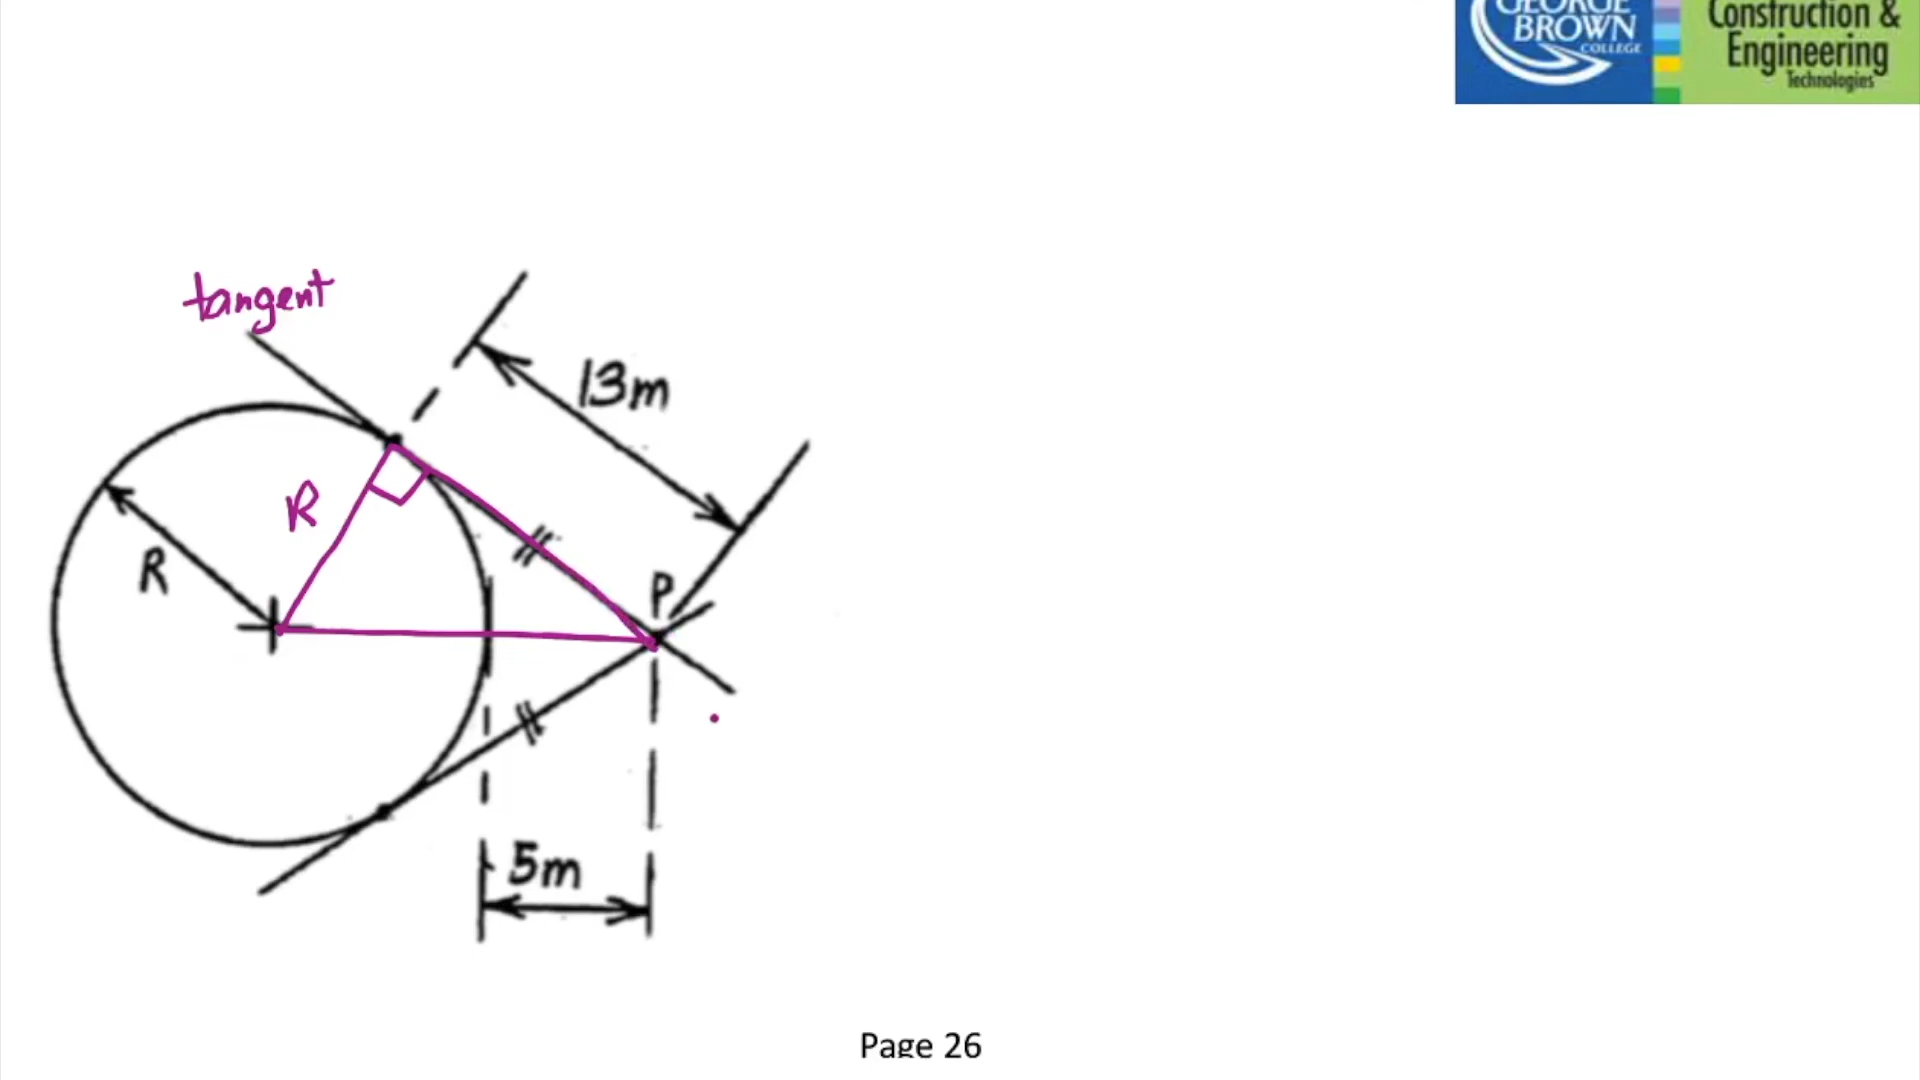 GEORGE
BROWN
COLLEGE
Construction &
Engineering
Technologies
tangent
13m
R
R
P
5m
Page 26